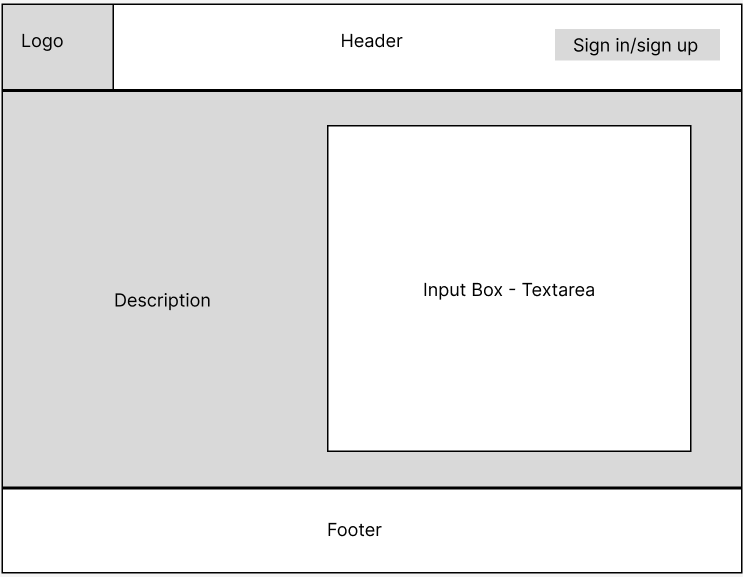 Logo
Header
Sign in/sign up
Description
Input Box - Textarea
Footer